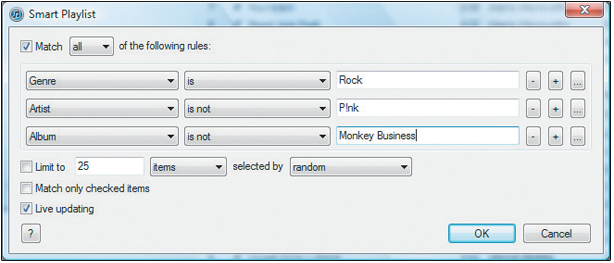 Smart Playlist
Match all of the following rules:
Genre is Rock - + ...
Artist is not P!nk - + ...
Album is not Monkey Business - + ...
Limit to 25 items selected by random
Match only checked items
Live updating
? OK Cancel